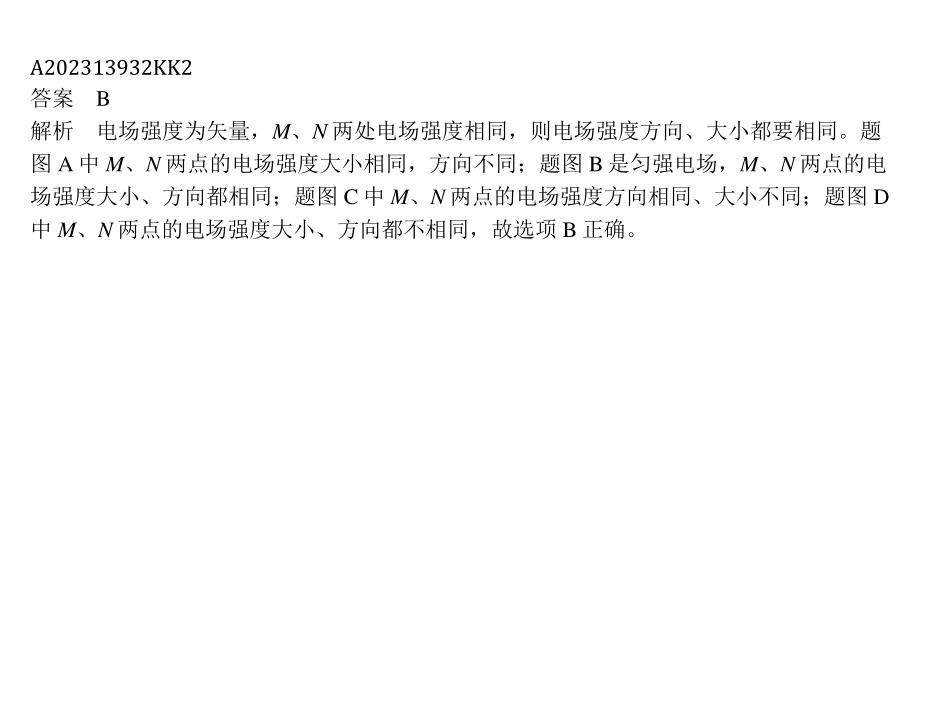 A202313932KK2
答案　B
解析　电场强度为矢量，M、N 两处电场强度相同，则电场强度方向、大小都要相同。题
图 A 中 M、N 两点的电场强度大小相同，方向不同；题图 B 是匀强电场，M、N 两点的电
场强度大小、方向都相同；题图 C 中 M、N 两点的电场强度方向相同、大小不同；题图 D
中 M、N 两点的电场强度大小、方向都不相同，故选项 B 正确。